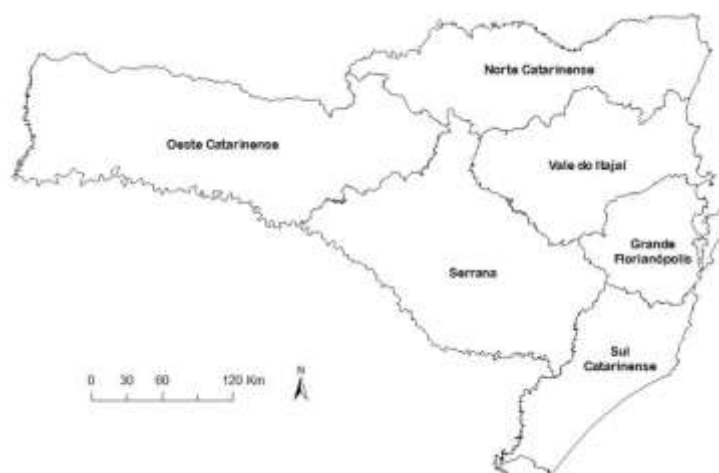 Norte Catarinense
Oeste Catarinense
Vale do Itajaí
Grande
Florianópolis
Serrana
Sul
Catarinense
N
0 30 60 120 Km